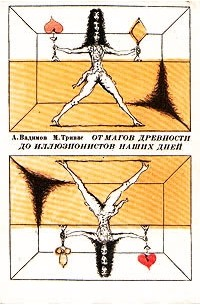 А. Вадимов М. Тривас ОТ МАГОВ ДРЕВНОСТИ
ДО ИЛЛЮЗИОНИСТОВ НАШИХ ДНЕЙ